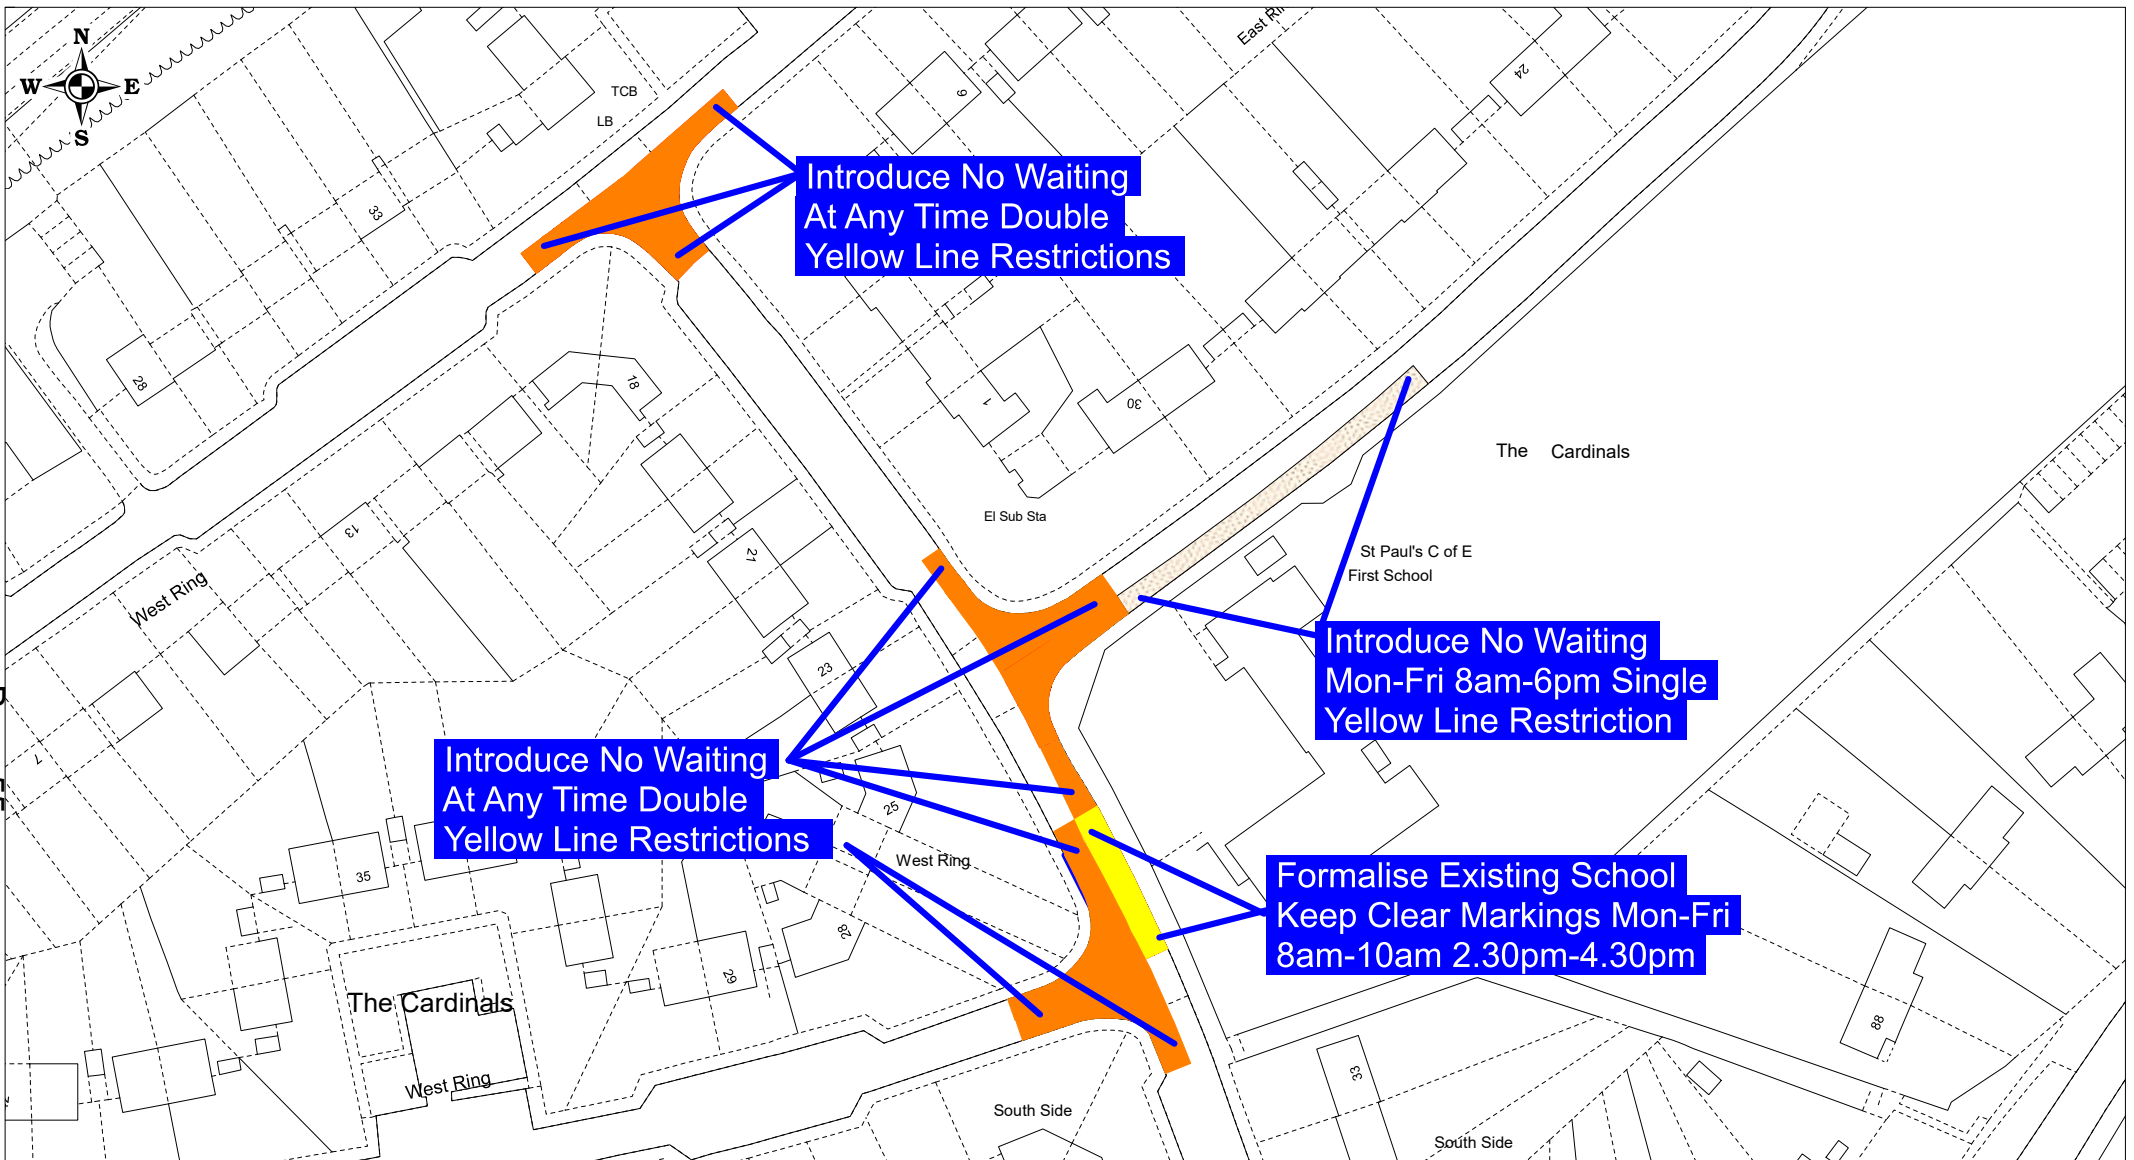 N
W E
S
TCB
LB
East Ri
24
9
33
Introduce No Waiting
At Any Time Double
Yellow Line Restrictions
28
18
1
30
The Cardinals
13
El Sub Sta
21
St Paul's C of E
First School
West Ring
23
Introduce No Waiting
Mon-Fri 8am-6pm Single
Yellow Line Restriction
7
Introduce No Waiting
At Any Time Double
Yellow Line Restrictions
25
West Ring
35
Formalise Existing School
Keep Clear Markings Mon-Fri
8am-10am 2.30pm-4.30pm
28
29
The Cardinals
88
West Ring
33
South Side
South Side